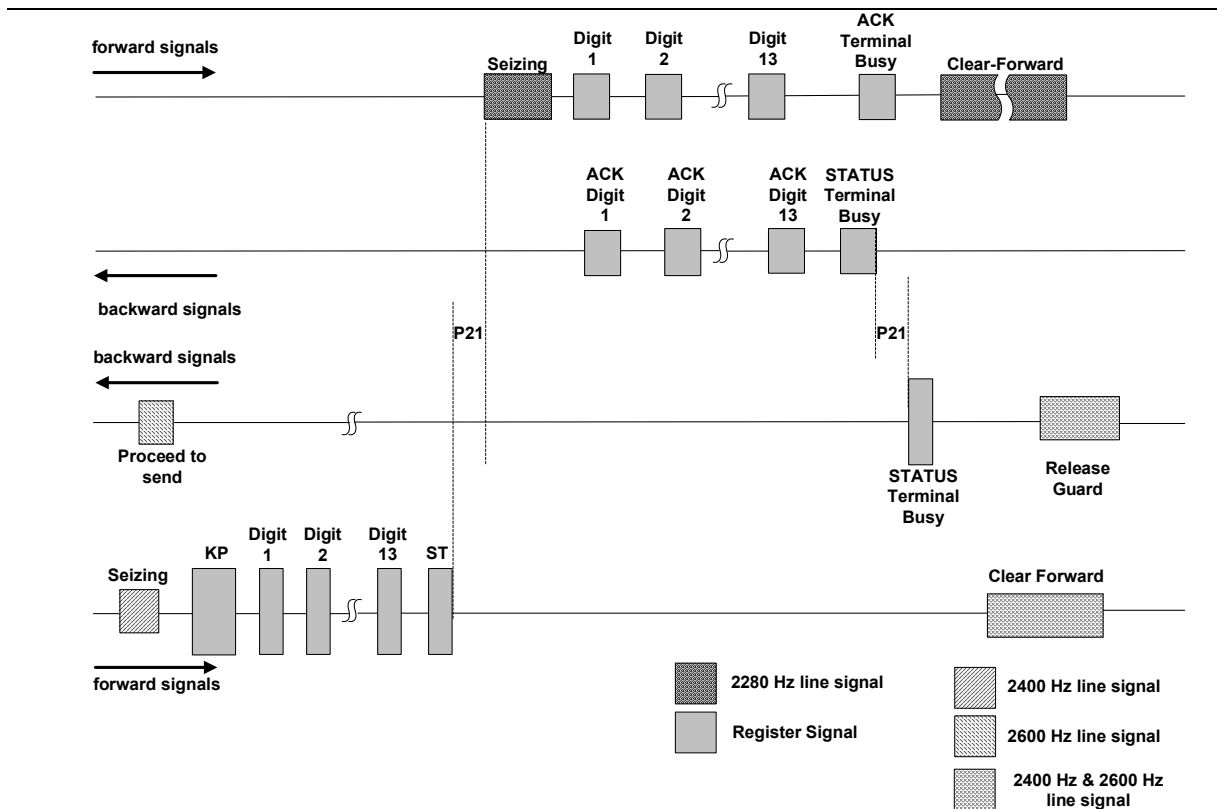 forward signals
Seizing
Digit
1
Digit
2
Digit
13
ACK
Terminal
Busy
Clear-Forward
ACK
Digit
1
ACK
Digit
2
ACK
Digit
13
STATUS
Terminal
Busy
backward signals
P21
P21
backward signals
Proceed to
send
STATUS
Terminal
Busy
Release
Guard
Seizing
KP
Digit
1
Digit
2
Digit
13
ST
Clear Forward
forward signals
2280 Hz line signal
Register Signal
2400 Hz line signal
2600 Hz line signal
2400 Hz & 2600 Hz
line signal